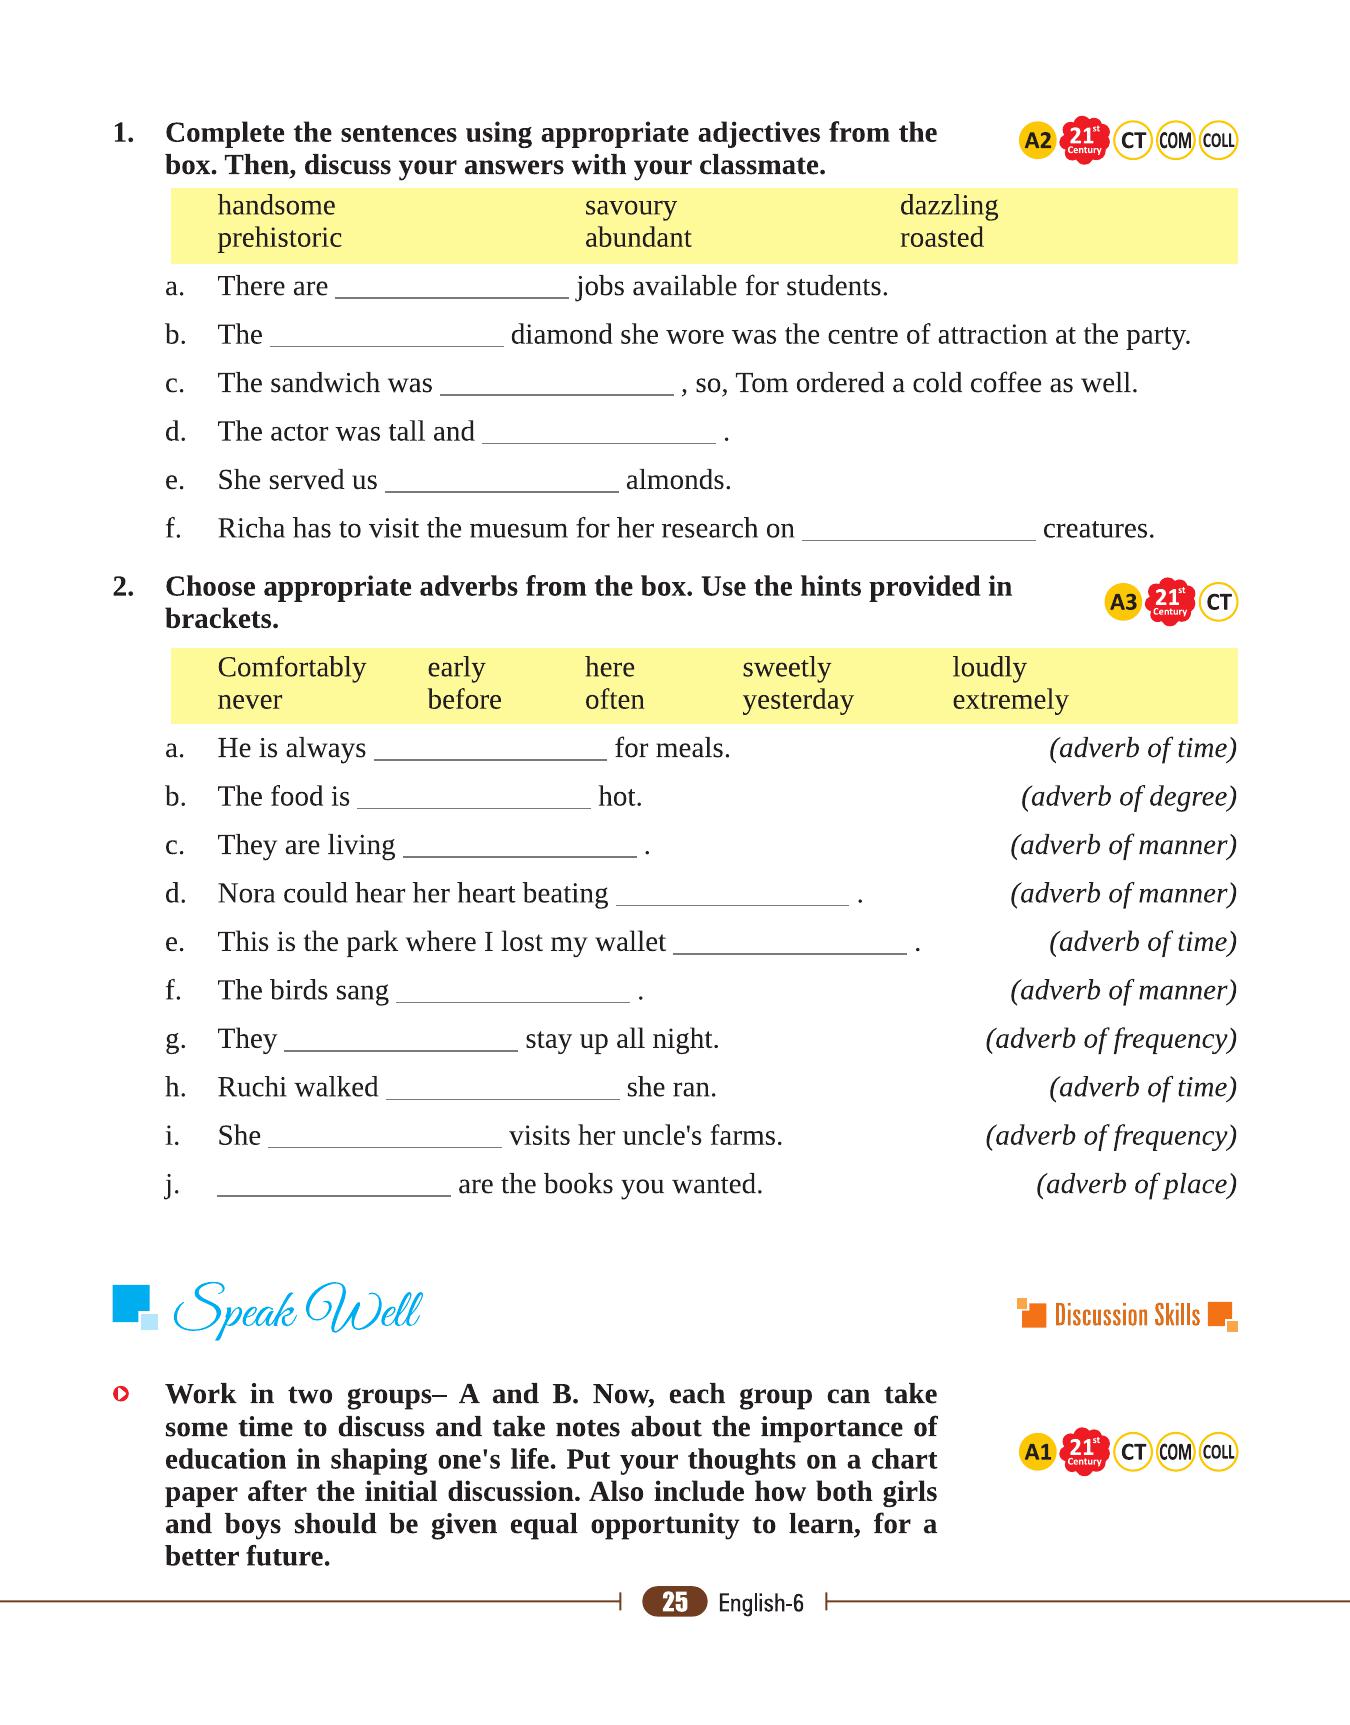 1. Complete the sentences using appropriate adjectives from the
box. Then, discuss your answers with your classmate.
A2 21st Century CT COM COLL
handsome savoury dazzling
prehistoric abundant roasted
a. There are ________________ jobs available for students.
b. The ________________ diamond she wore was the centre of attraction at the party.
c. The sandwich was ________________ , so, Tom ordered a cold coffee as well.
d. The actor was tall and ________________ .
e. She served us ________________ almonds.
f. Richa has to visit the muesum for her research on ________________ creatures.
2. Choose appropriate adverbs from the box. Use the hints provided in
brackets.
A3 21st Century CT
Comfortably early here sweetly loudly
never before often yesterday extremely
a. He is always ________________ for meals. (adverb of time)
b. The food is ________________ hot. (adverb of degree)
c. They are living ________________ . (adverb of manner)
d. Nora could hear her heart beating ________________ . (adverb of manner)
e. This is the park where I lost my wallet ________________ . (adverb of time)
f. The birds sang ________________ . (adverb of manner)
g. They ________________ stay up all night. (adverb of frequency)
h. Ruchi walked ________________ she ran. (adverb of time)
i. She ________________ visits her uncle's farms. (adverb of frequency)
j. ________________ are the books you wanted. (adverb of place)
Speak Well Discussion Skills
Work in two groups– A and B. Now, each group can take
some time to discuss and take notes about the importance of
education in shaping one's life. Put your thoughts on a chart
paper after the initial discussion. Also include how both girls
and boys should be given equal opportunity to learn, for a
better future.
A1 21st Century CT COM COLL
25 English-6